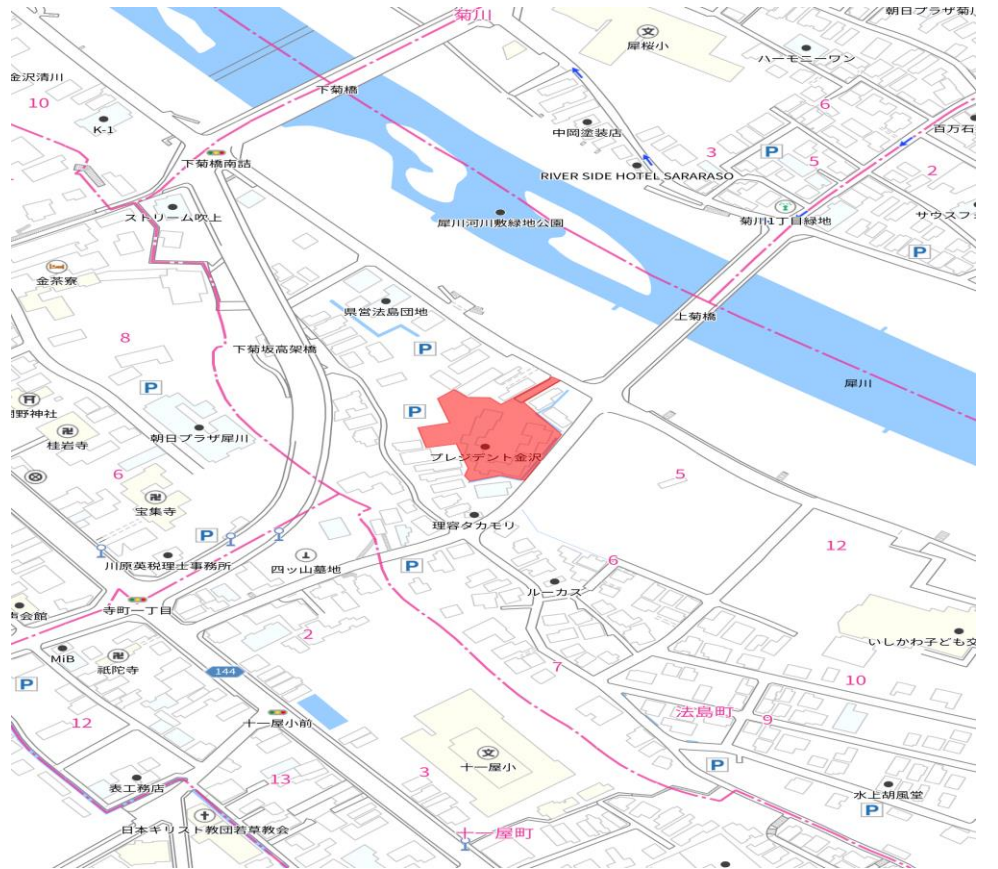 菊川
朝日プラザ菊川
犀桜小
ハーモニーワン
金沢清川
下菊橋
10
6
K-1
中岡塗装店
百万石
下菊橋南詰
3
P
5
2
RIVER SIDE HOTEL SARARASO
ストリーム吹上
犀川河川敷緑地公園
菊川1丁目緑地
サウスフ
P
金茶寮
県営法島団地
上菊橋
8
下菊坂高架橋
P
犀川
P
野神社
P
桂岩寺
朝日プラザ犀川
プレジデント金沢
6
5
宝集寺
理容タカモリ
P
12
川原英税理士事務所
四ッ山墓地
P
6
ルーカス
寺町一丁目
会館
2
いしかわ子ども交
MiB
祇陀寺
144
7
10
P
法島町
12
十一屋小前
9
十一屋小
P
13
3
表工務店
水上胡風堂
P
日本キリスト教団若草教会
十一屋町